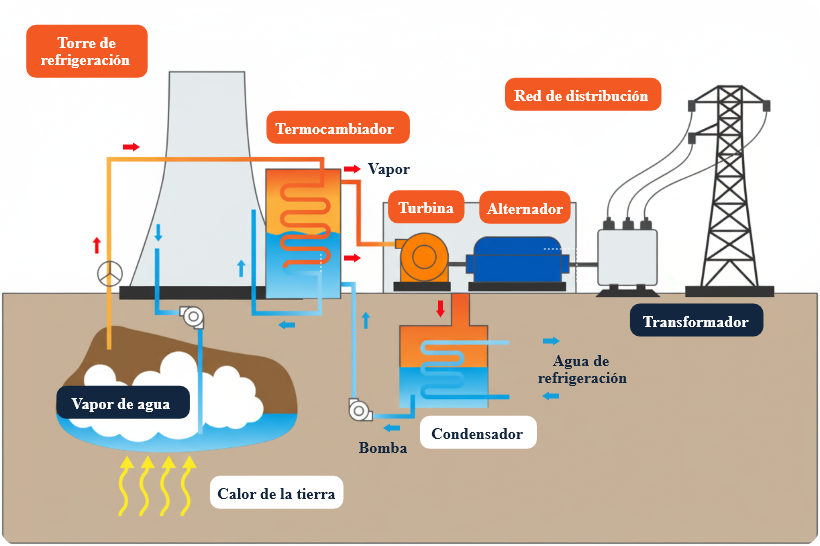 Torre de
refrigeración
Red de distribución
Termocambiador
Vapor
Turbina
Alternador
Transformador
Agua de
refrigeración
Vapor de agua
Condensador
Bomba
Calor de la tierra